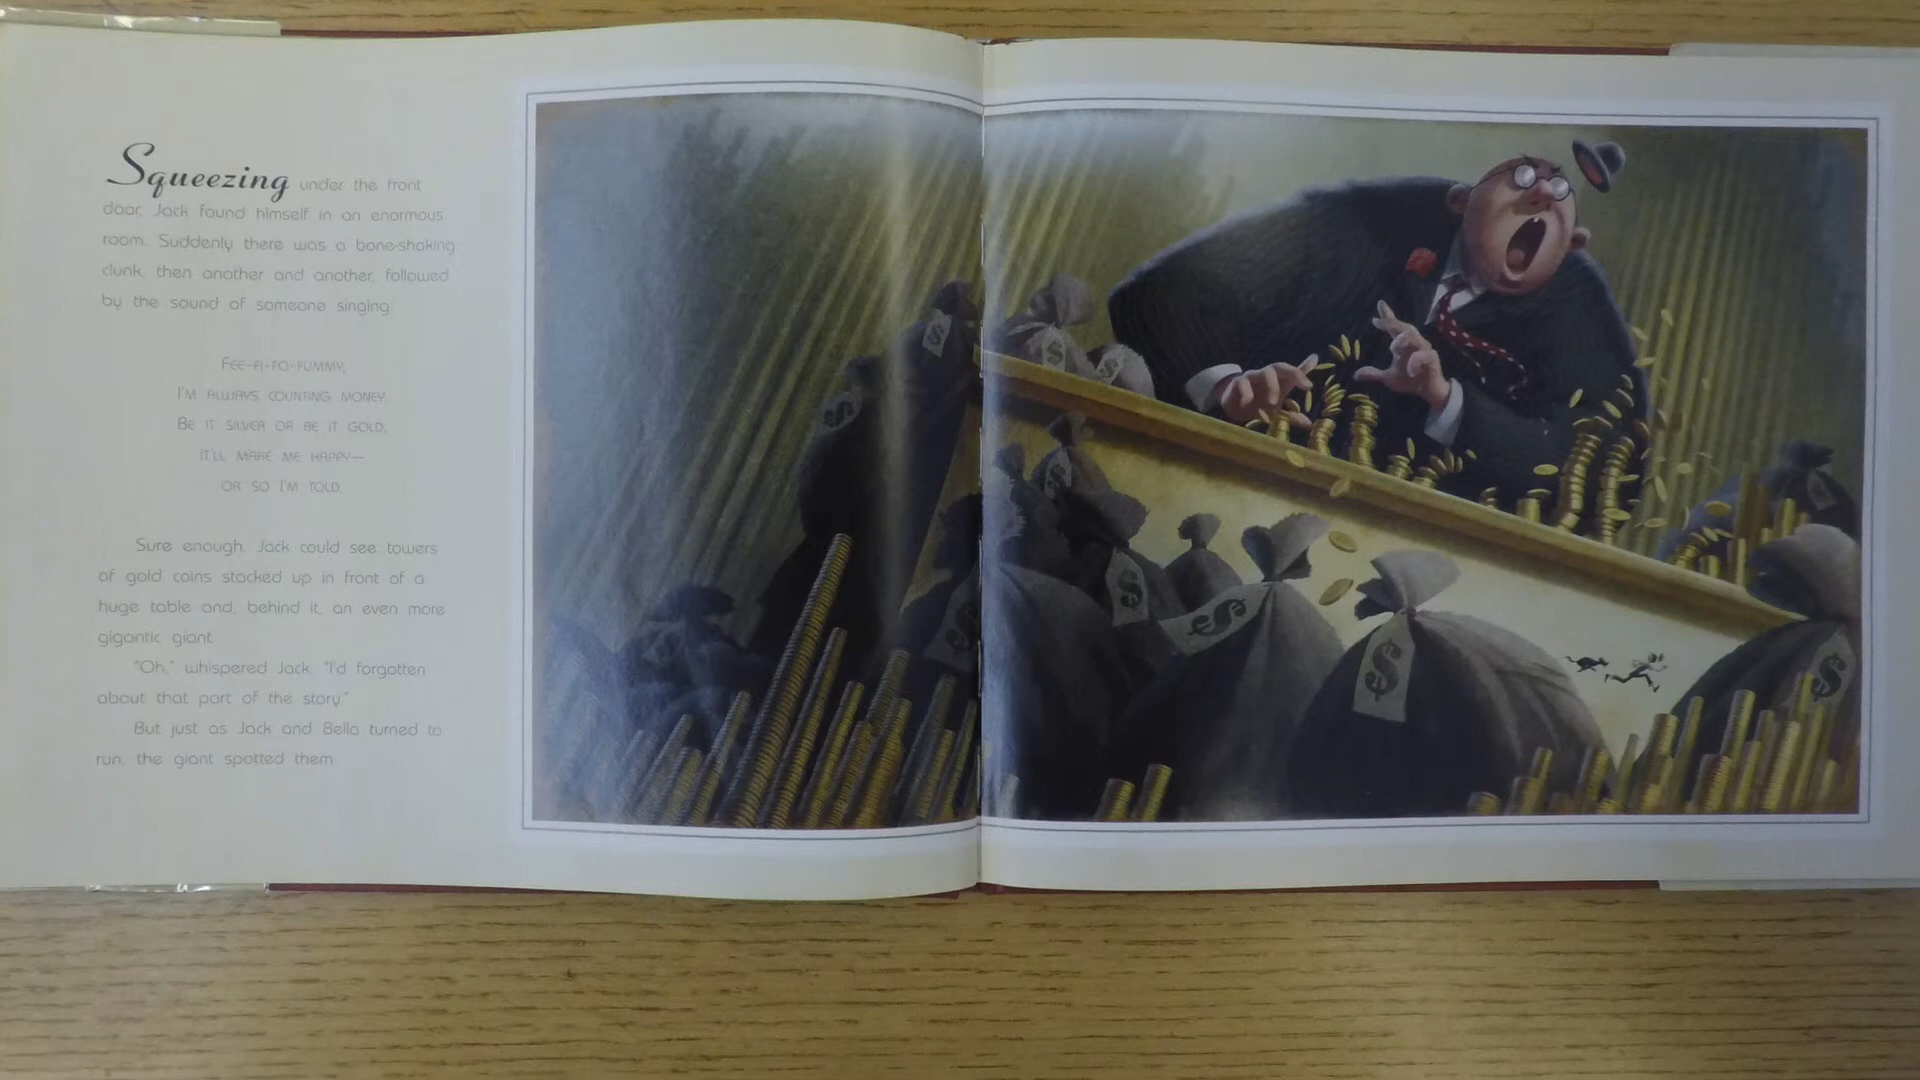 Squeezing under the front
door, Jack found himself in an enormous
room. Suddenly there was a bone-shaking
clunk, then another and another, followed
by the sound of someone singing.
FEE-FI-FO-FUMMY,
I'M ALWAYS COUNTING MONEY.
BE IT SILVER OR BE IT GOLD,
IT'LL MAKE ME HAPPY—
OR SO I'M TOLD.
Sure enough, Jack could see towers
of gold coins stacked up in front of a
huge table and, behind it, an even more
gigantic giant.
"Oh," whispered Jack. "I'd forgotten
about that part of the story."
But just as Jack and Bella turned to
run, the giant spotted them.
$
$
$
$
$
$
$
$
$